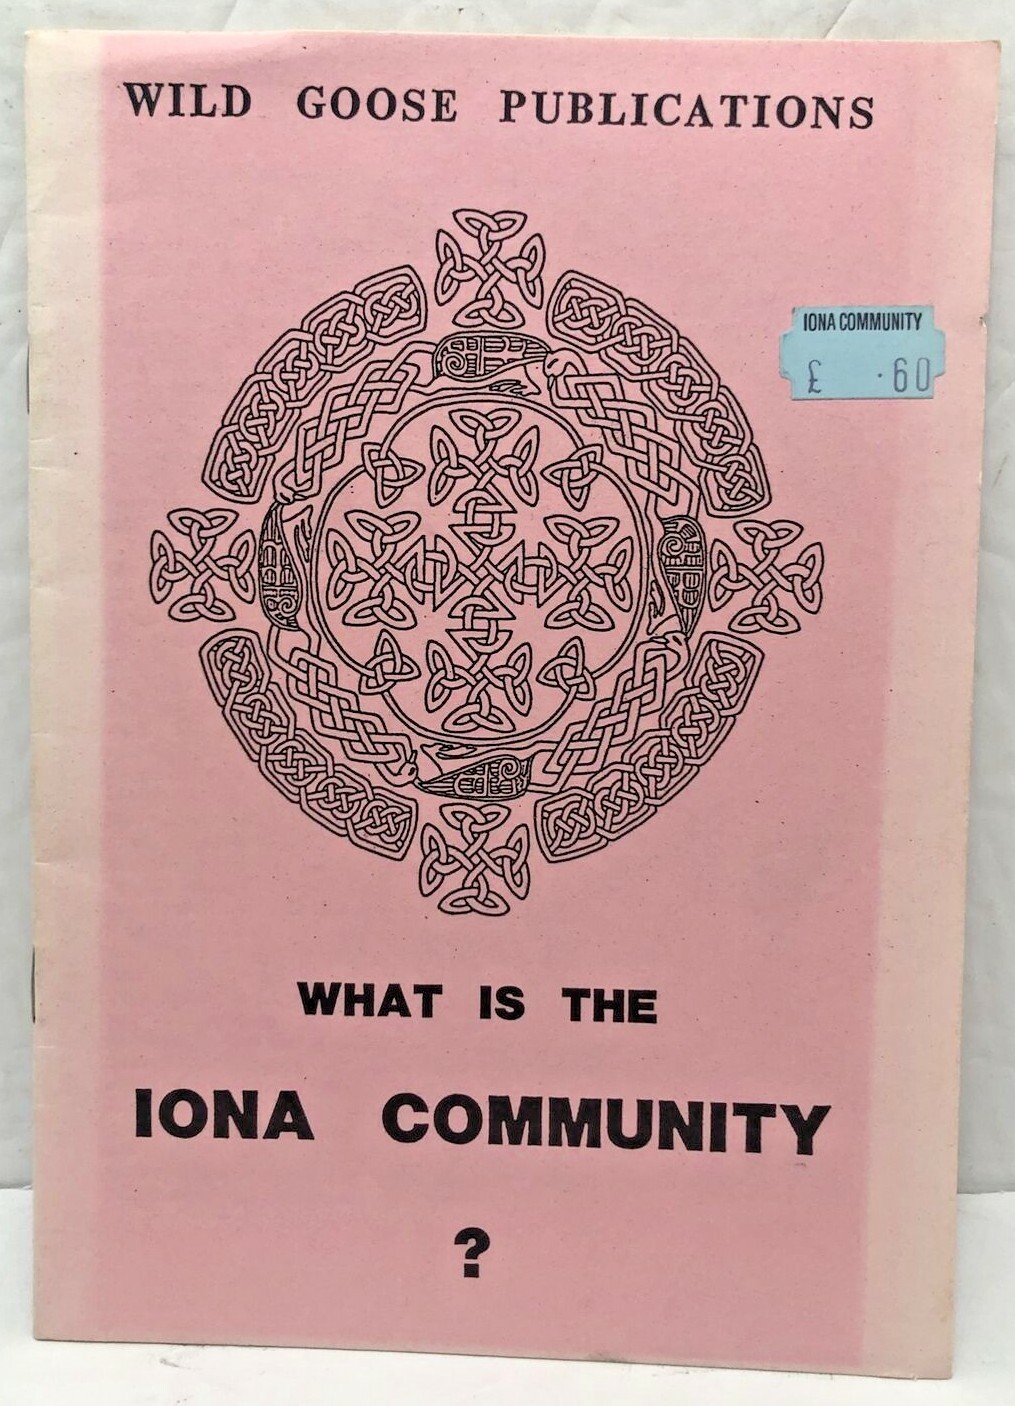 WILD GOOSE PUBLICATIONS
IONA COMMUNITY
£ .60
WHAT IS THE
IONA COMMUNITY
?